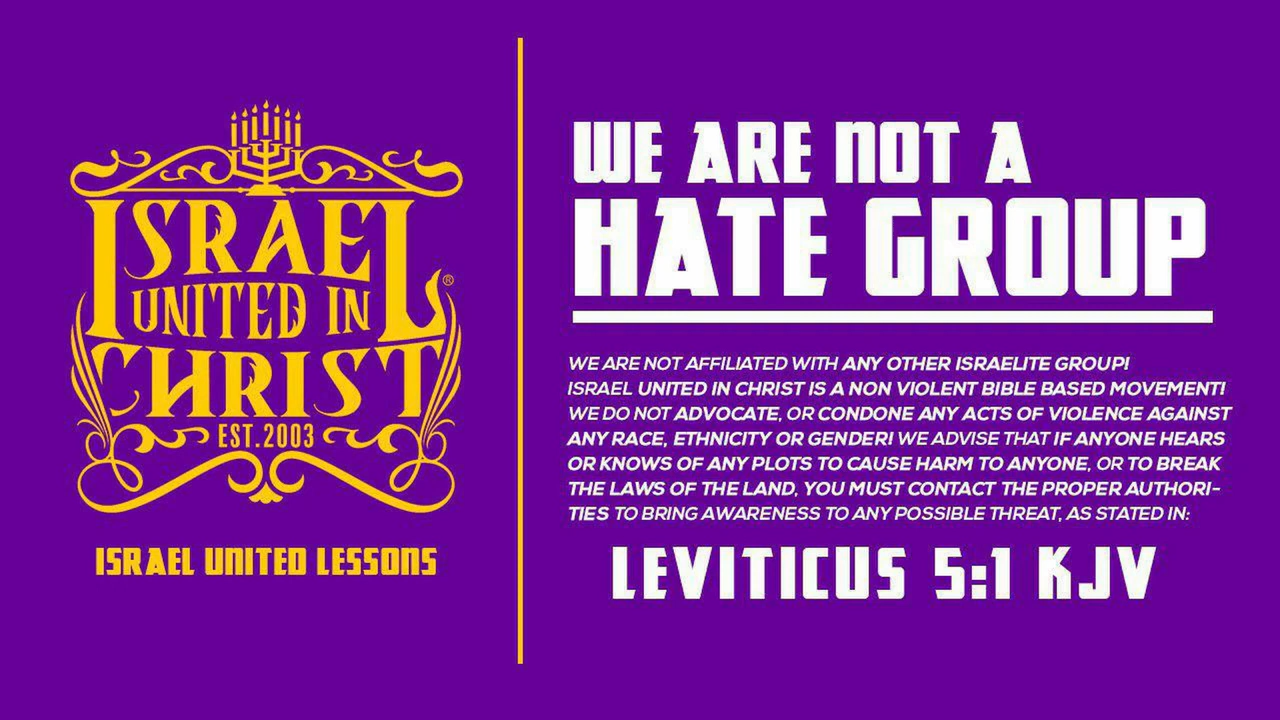 ISRAEL
UNITED IN
CHRIST
®
EST.2003
ISRAEL UNITED LESSONS
WE ARE NOT A
HATE GROUP
WE ARE NOT AFFILIATED WITH ANY OTHER ISRAELITE GROUP!
ISRAEL UNITED IN CHRIST IS A NON VIOLENT BIBLE BASED MOVEMENT!
WE DO NOT ADVOCATE, OR CONDONE ANY ACTS OF VIOLENCE AGAINST
ANY RACE, ETHNICITY OR GENDER! WE ADVISE THAT IF ANYONE HEARS
OR KNOWS OF ANY PLOTS TO CAUSE HARM TO ANYONE, OR TO BREAK
THE LAWS OF THE LAND, YOU MUST CONTACT THE PROPER AUTHORI-
TIES TO BRING AWARENESS TO ANY POSSIBLE THREAT, AS STATED IN:
LEVITICUS 5:1 KJV